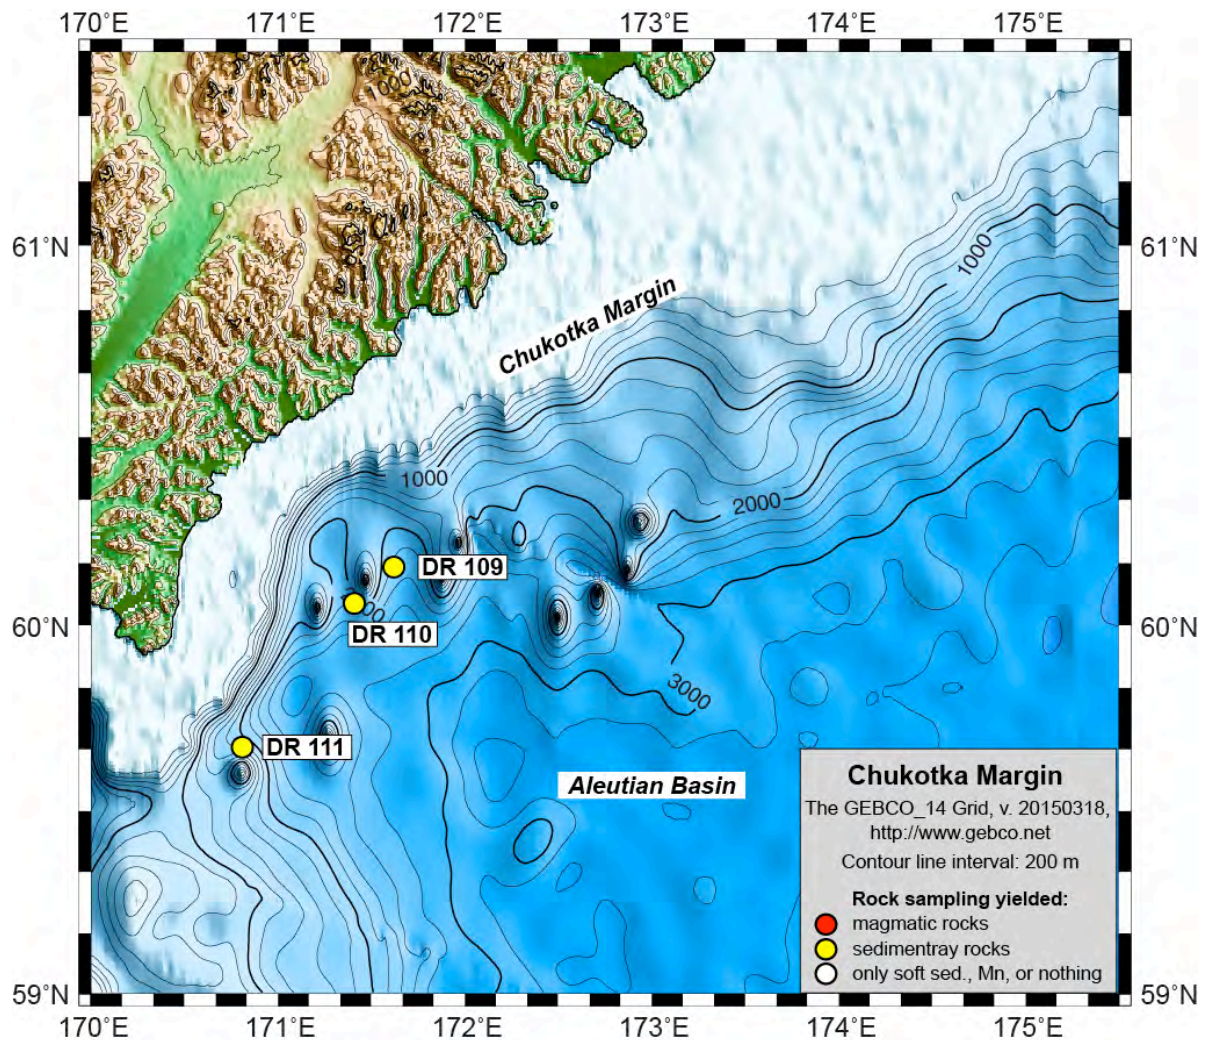 170°E 171°E 172°E 173°E 174°E 175°E
1000
61°N 61°N
1000
Chukotka Margin
1000
2000
DR 109
60°N 60°N
DR 110
3000
DR 111
Aleutian Basin
Chukotka Margin
The GEBCO_14 Grid, v. 20150318,
http://www.gebco.net
Contour line interval: 200 m
Rock sampling yielded:
magmatic rocks
sedimentray rocks
only soft sed., Mn, or nothing
59°N 59°N
170°E 171°E 172°E 173°E 174°E 175°E